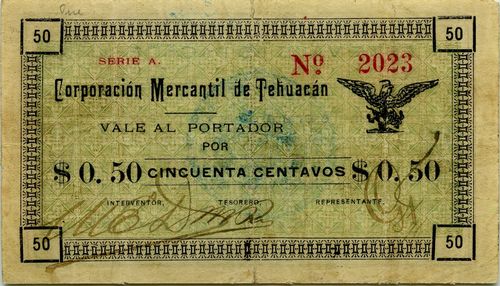 50 50
SERIE A. Nº 2023
Corporación Mercantil de Tehuacán
VALE AL PORTADOR
POR
$ 0.50 CINCUENTA CENTAVOS $ 0.50
INTERVENTOR, TESORERO, REPRESENTANTE,
50 50